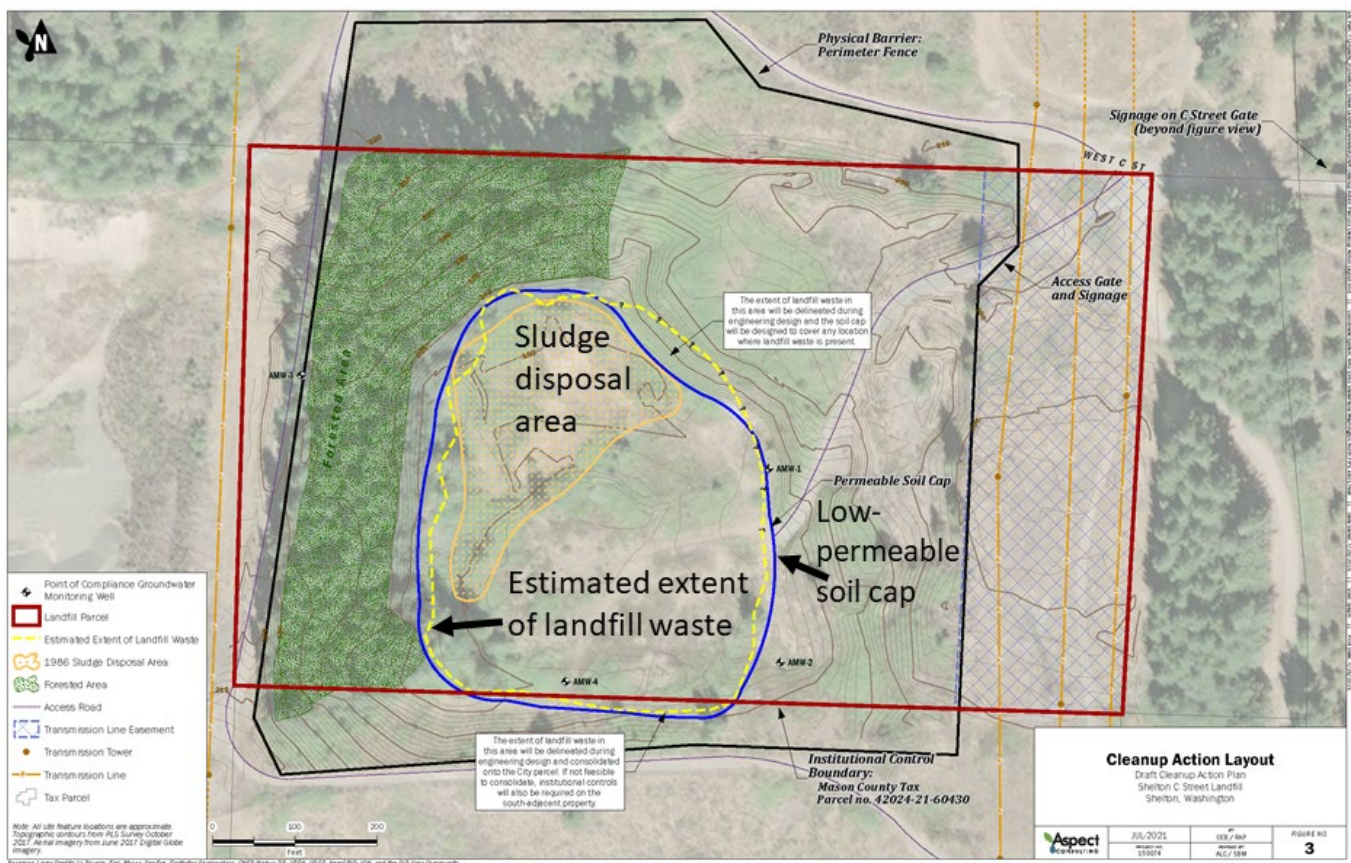 N
Physical Barrier:
Perimeter Fence
Signage on C Street Gate
(beyond figure view)
WEST C ST
Access Gate
and Signage
The extent of landfill waste in
this area will be delineated during
engineering design and the soil cap
will be designed to cover any location
where landfill waste is present.
Sludge
disposal
area
AMW-3
Forested Area
AMW-1
Permeable Soil Cap
Low-
permeable
soil cap
Estimated extent
of landfill waste
AMW-2
AMW-4
The extent of landfill waste in
this area will be delineated during
engineering design and consolidated
onto the City parcel. If not feasible
to consolidate, institutional controls
will also be required on the
south-adjacent property.
Institutional Control
Boundary:
Mason County Tax
Parcel no. 42024-21-60430
Point of Compliance Groundwater
Monitoring Well
Landfill Parcel
Estimated Extent of Landfill Waste
1986 Sludge Disposal Area
Forested Area
Access Road
Transmission Line Easement
Transmission Tower
Transmission Line
Tax Parcel
Note: All site feature locations are approximate.
Topographic contours from PLS Survey October
2017. Aerial imagery from June 2017 Digital Globe
imagery.
0 100 200
Feet
Cleanup Action Layout
Draft Cleanup Action Plan
Shelton C Street Landfill
Shelton, Washington
Aspect
CONSULTING
JUL-2021
BY:
CEB / RAP
FIGURE NO.
3
PROJECT NO.
150074
REVISED BY:
ALC / SBM